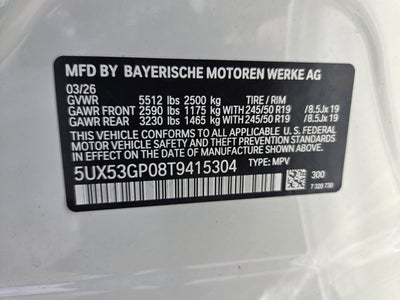 MFD BY BAYERISCHE MOTOREN WERKE AG
03/26
GVWR 5512 lbs 2500 kg TIRE / RIM
GAWR FRONT 2590 lbs 1175 kg WITH 245/50 R19 / 8.5Jx 19
GAWR REAR 3230 lbs 1465 kg WITH 245/50 R19 / 8.5Jx 19
THIS VEHICLE CONFORMS TO ALL APPLICABLE U. S. FEDERAL
MOTOR VEHICLE SAFETY AND THEFT PREVENTION STANDARDS
IN EFFECT ON THE DATE OF MANUFACTURE SHOWN ABOVE.
5UX53GP08T9415304 TYPE: MPV
300
7 320 730